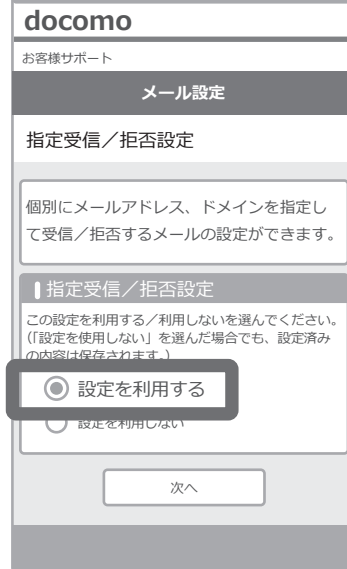 docomo
お客様サポート
メール設定
指定受信／拒否設定
個別にメールアドレス、ドメインを指定し
て受信／拒否するメールの設定ができます。
指定受信／拒否設定
この設定を利用する／利用しないを選んでください。
(｢設定を使用しない」を選んだ場合でも、設定済み
の内容は保存されます。)
設定を利用する
設定を利用しない
次へ